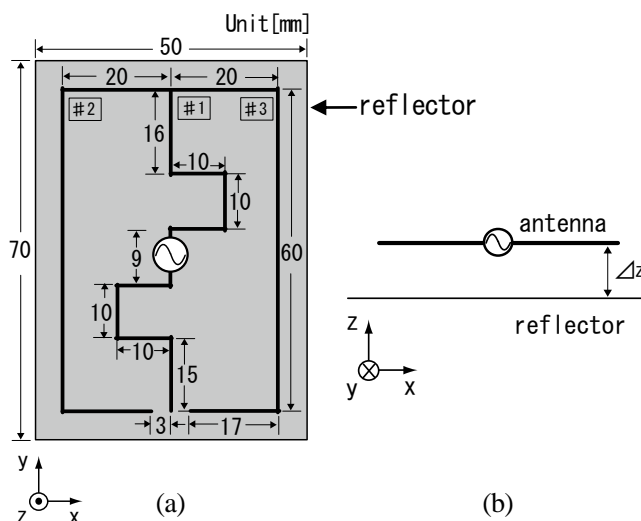 Unit[mm]
50
20 20
#2 #1 #3
reflector
16
10
10
70
9
60
10
10
15
3 17
y
z x
(a)
antenna
⊿z
reflector
z
y x
(b)